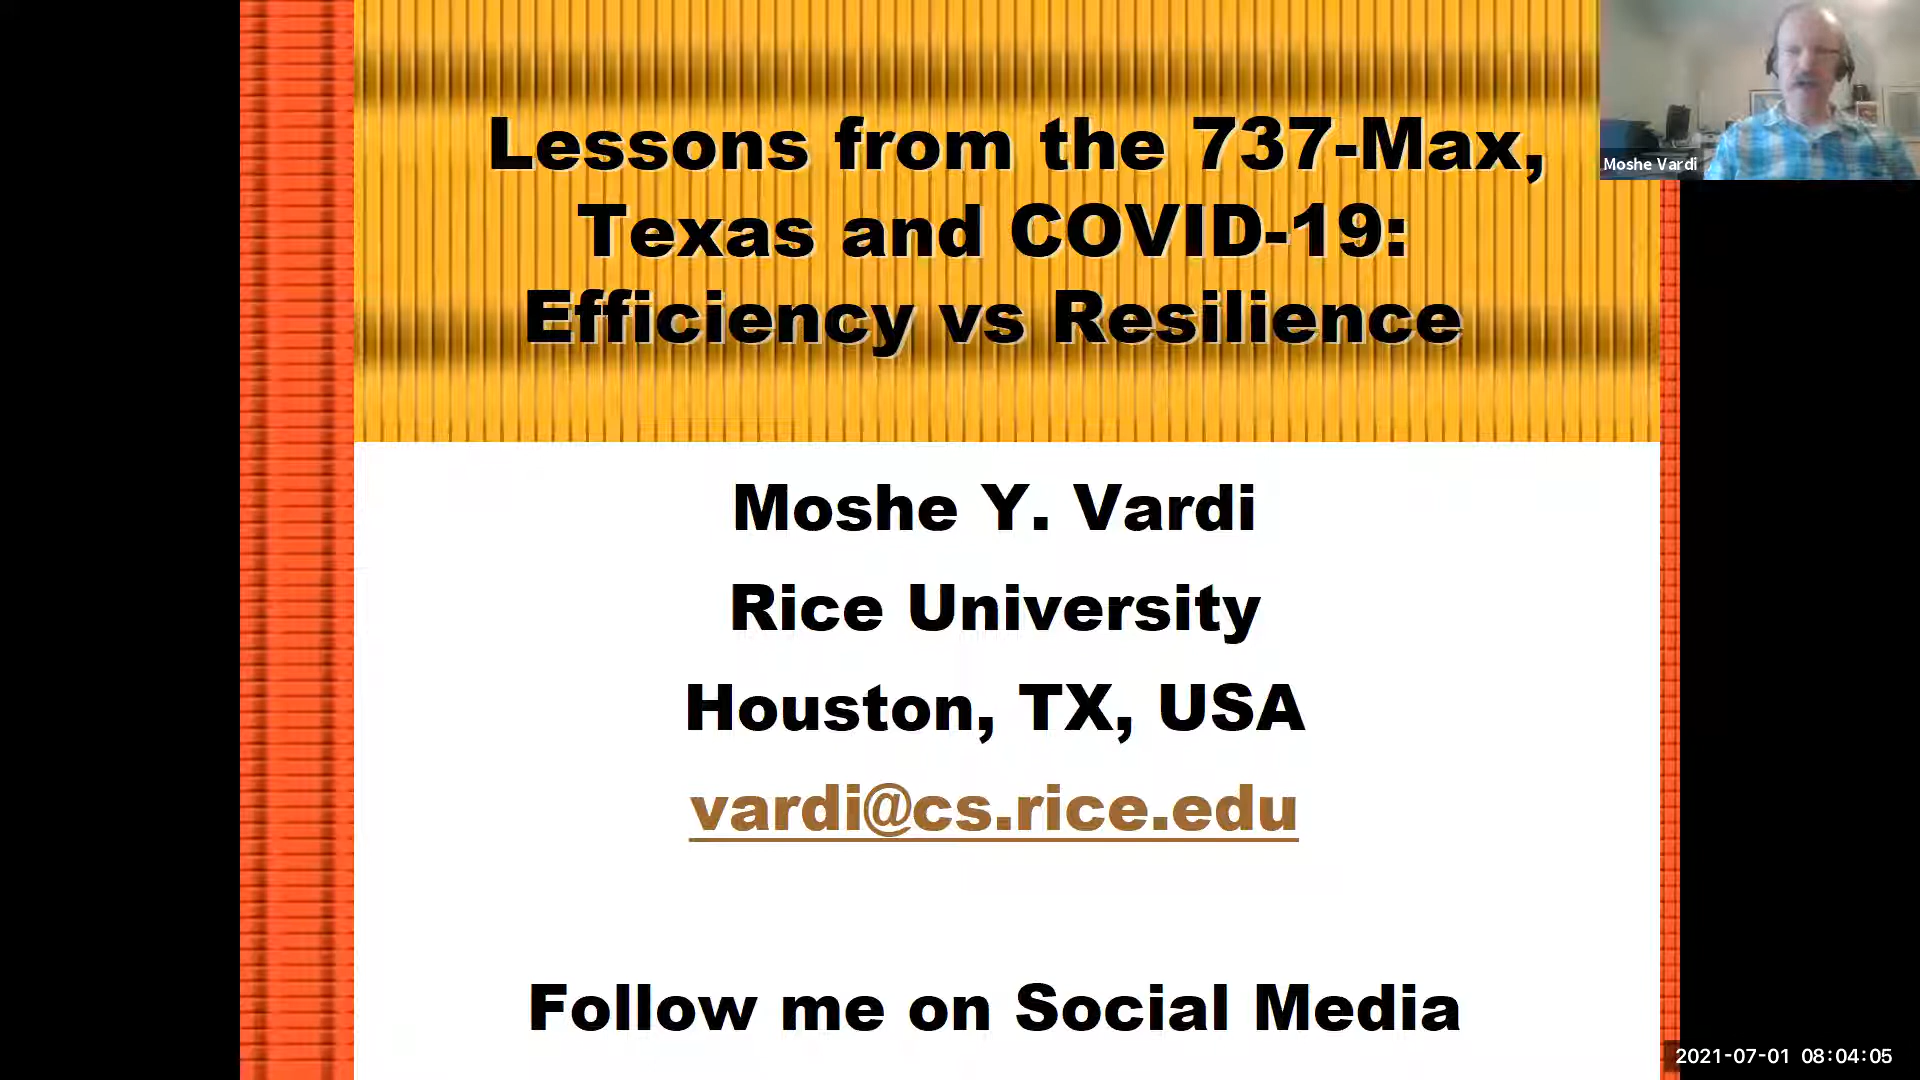 Lessons from the 737-Max,
Texas and COVID-19:
Efficiency vs Resilience
Moshe Vardi
Moshe Y. Vardi
Rice University
Houston, TX, USA
vardi@cs.rice.edu
Follow me on Social Media
2021-07-01 08:04:05